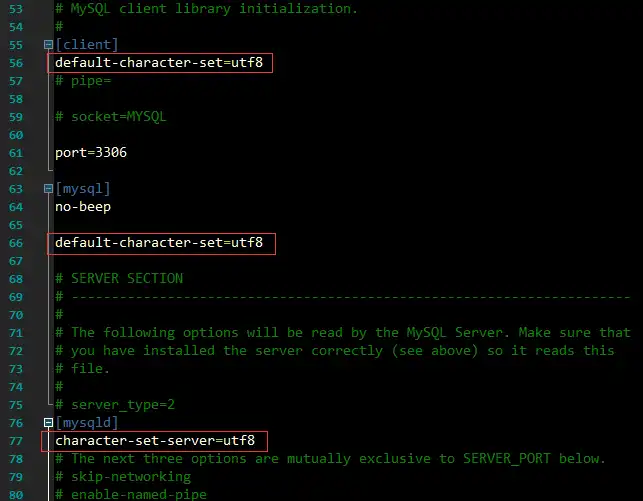 53 # MySQL client library initialization.
54 #
55 [client]
56 default-character-set=utf8
57 # pipe=
58
59 # socket=MYSQL
60
61 port=3306
62
63 [mysql]
64 no-beep
65
66 default-character-set=utf8
67
68 # SERVER SECTION
69 # ----------------------------------------------------------------------
70 #
71 # The following options will be read by the MySQL Server. Make sure that
72 # you have installed the server correctly (see above) so it reads this
73 # file.
74 #
75 # server_type=2
76 [mysqld]
77 character-set-server=utf8
78 # The next three options are mutually exclusive to SERVER_PORT below.
79 # skip-networking
80 # enable-named-pipe